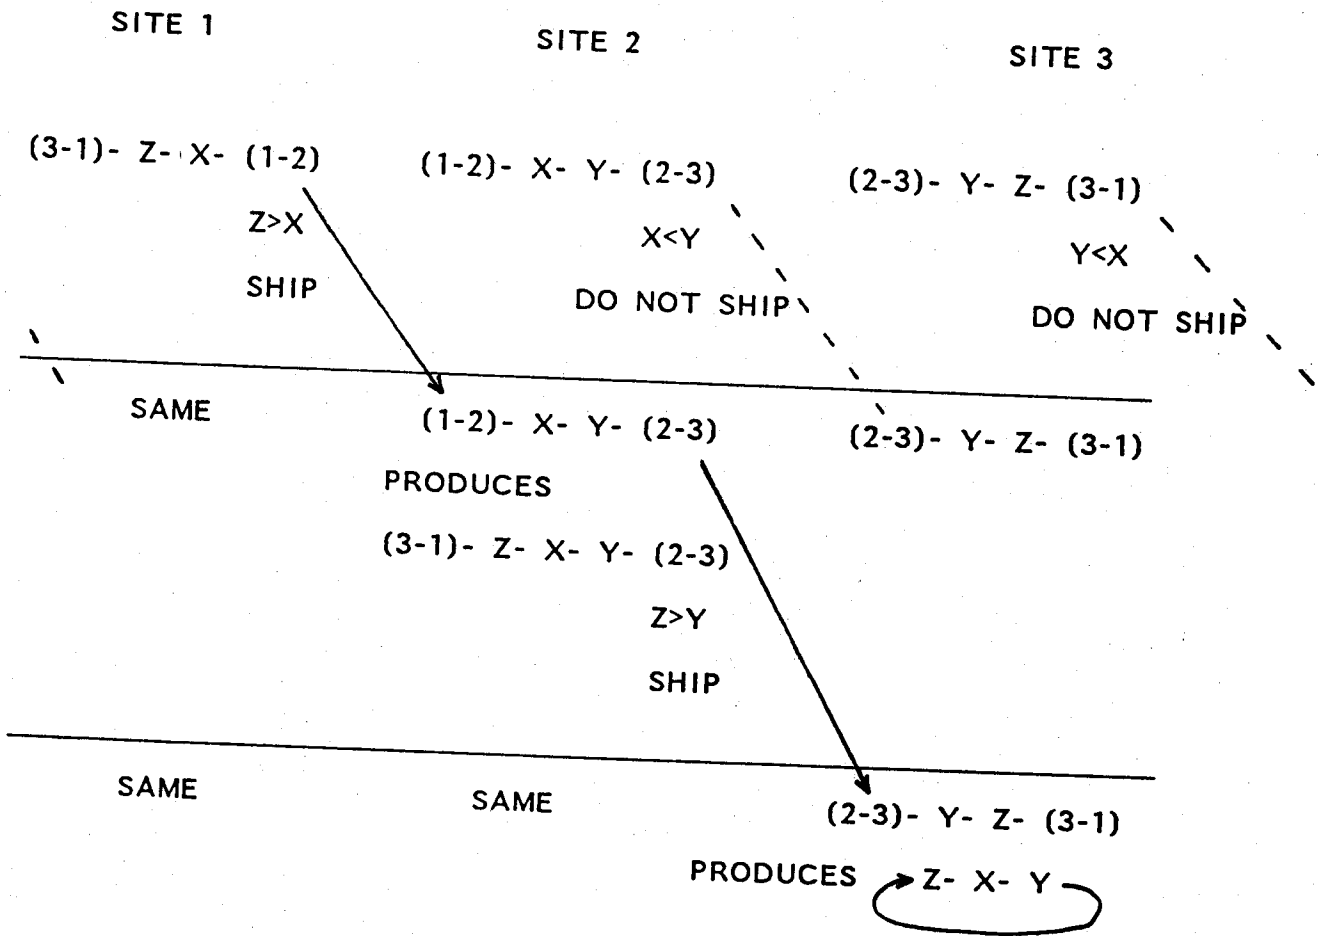 SITE 1
SITE 2
SITE 3
(3-1)- Z- X- (1-2)
(1-2)- X- Y- (2-3)
(2-3)- Y- Z- (3-1)
Z>X
X<Y
Y<X
SHIP
DO NOT SHIP
DO NOT SHIP
SAME
(1-2)- X- Y- (2-3)
(2-3)- Y- Z- (3-1)
PRODUCES
(3-1)- Z- X- Y- (2-3)
Z>Y
SHIP
SAME
SAME
(2-3)- Y- Z- (3-1)
PRODUCES Z- X- Y